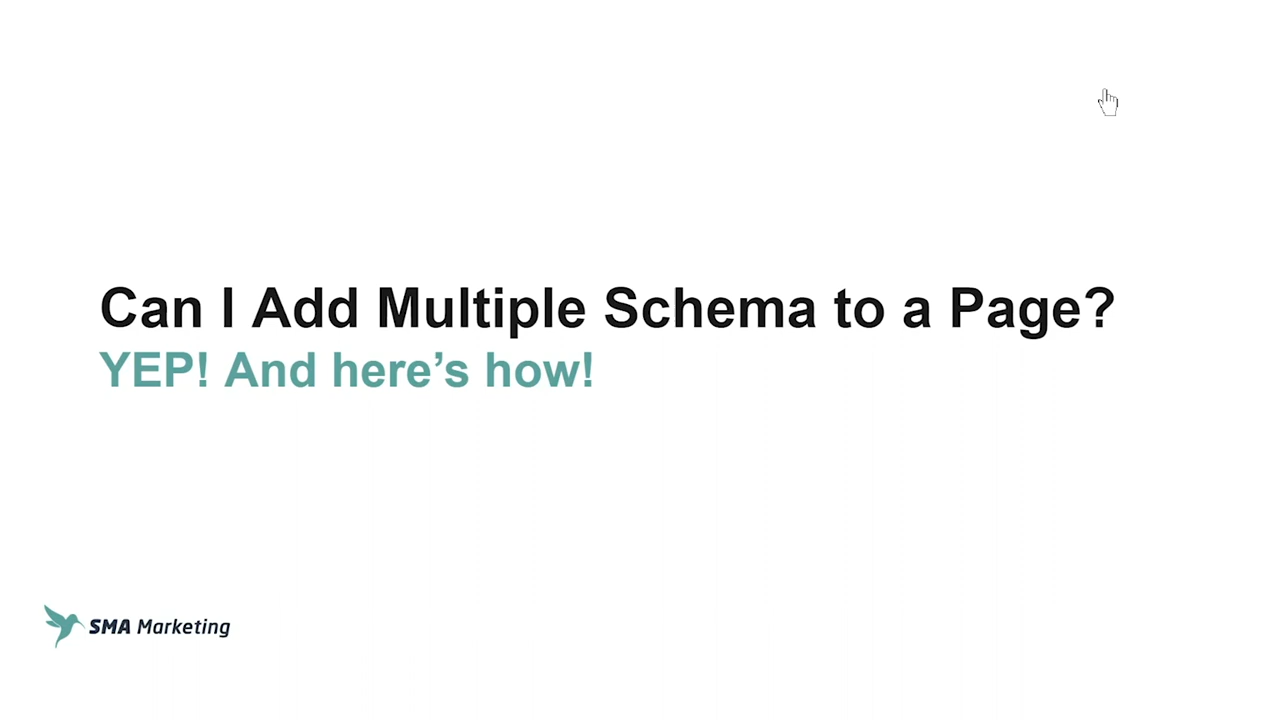 Can I Add Multiple Schema to a Page?
YEP! And here’s how!
SMA Marketing